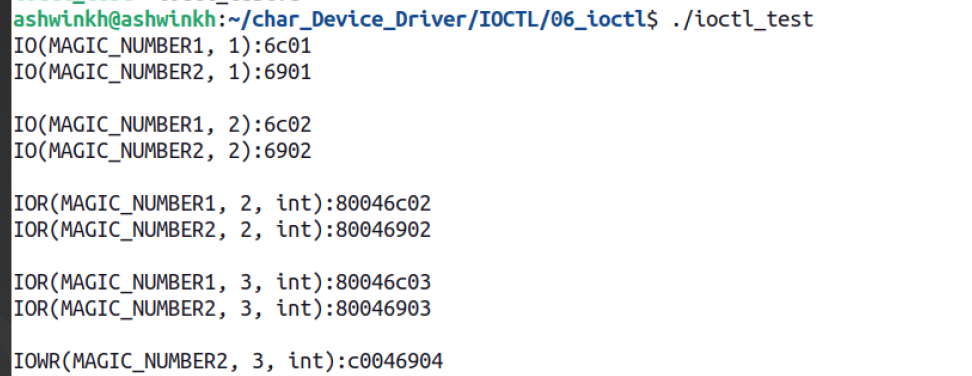 ashwinkh@ashwinkh:~/char_Device_Driver/IOCTL/06_ioctl$ ./ioctl_test
IO(MAGIC_NUMBER1, 1):6c01
IO(MAGIC_NUMBER2, 1):6901
IO(MAGIC_NUMBER1, 2):6c02
IO(MAGIC_NUMBER2, 2):6902
IOR(MAGIC_NUMBER1, 2, int):80046c02
IOR(MAGIC_NUMBER2, 2, int):80046902
IOR(MAGIC_NUMBER1, 3, int):80046c03
IOR(MAGIC_NUMBER2, 3, int):80046903
IOWR(MAGIC_NUMBER2, 3, int):c0046904